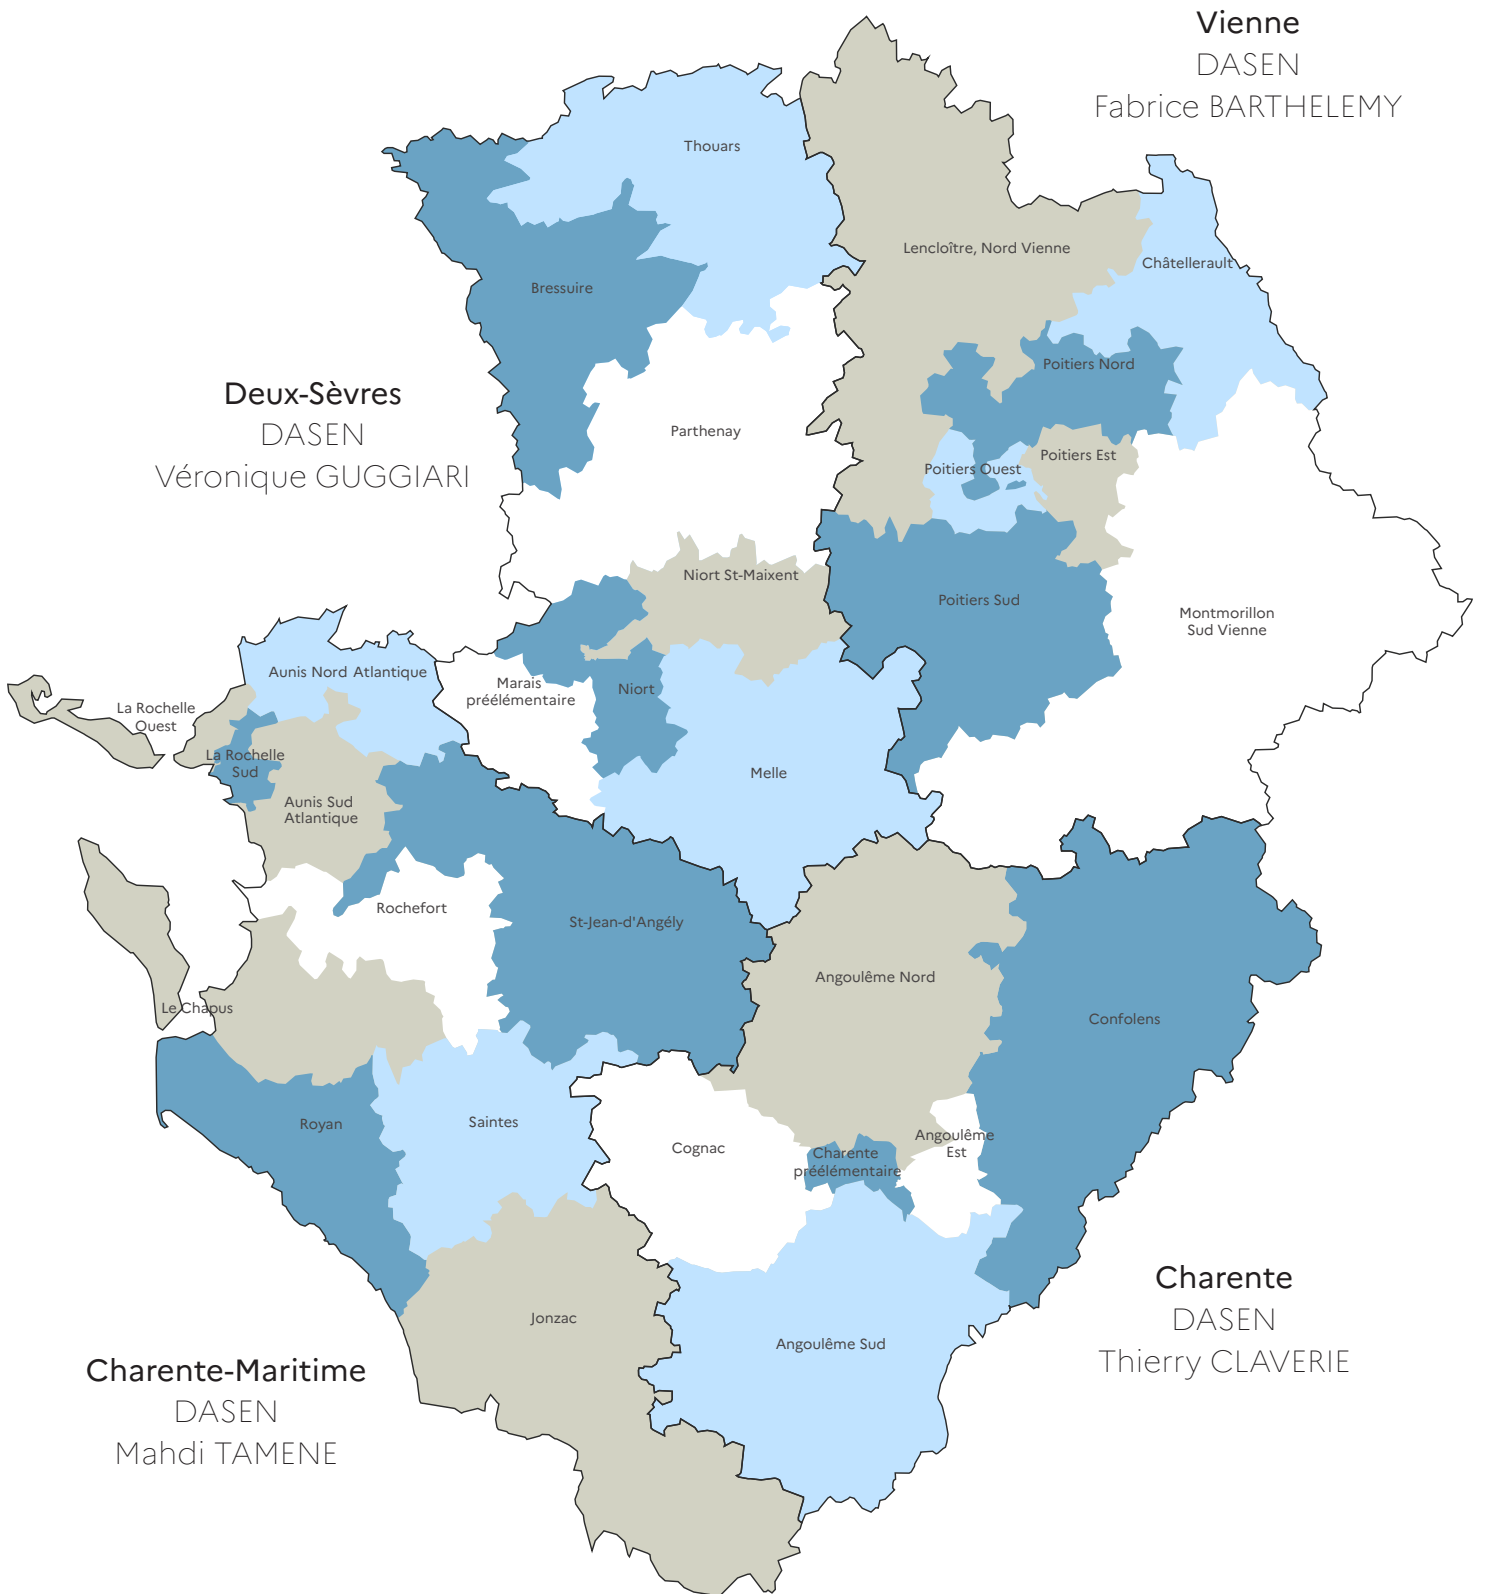 Vienne
DASEN
Fabrice BARTHELEMY
Thouars
Lencloître, Nord Vienne
Châtellerault
Bressuire
Poitiers Nord
Deux-Sèvres
DASEN
Véronique GUGGIARI
Parthenay
Poitiers Ouest
Poitiers Est
Niort St-Maixent
Poitiers Sud
Montmorillon
Sud Vienne
Aunis Nord Atlantique
Marais
préélémentaire
Niort
La Rochelle
Ouest
La Rochelle
Sud
Melle
Aunis Sud
Atlantique
Rochefort
St-Jean-d'Angély
Angoulême Nord
Le Chapus
Confolens
Royan
Saintes
Cognac
Charente
préélémentaire
Angoulême
Est
Charente
DASEN
Thierry CLAVERIE
Jonzac
Angoulême Sud
Charente-Maritime
DASEN
Mahdi TAMENE